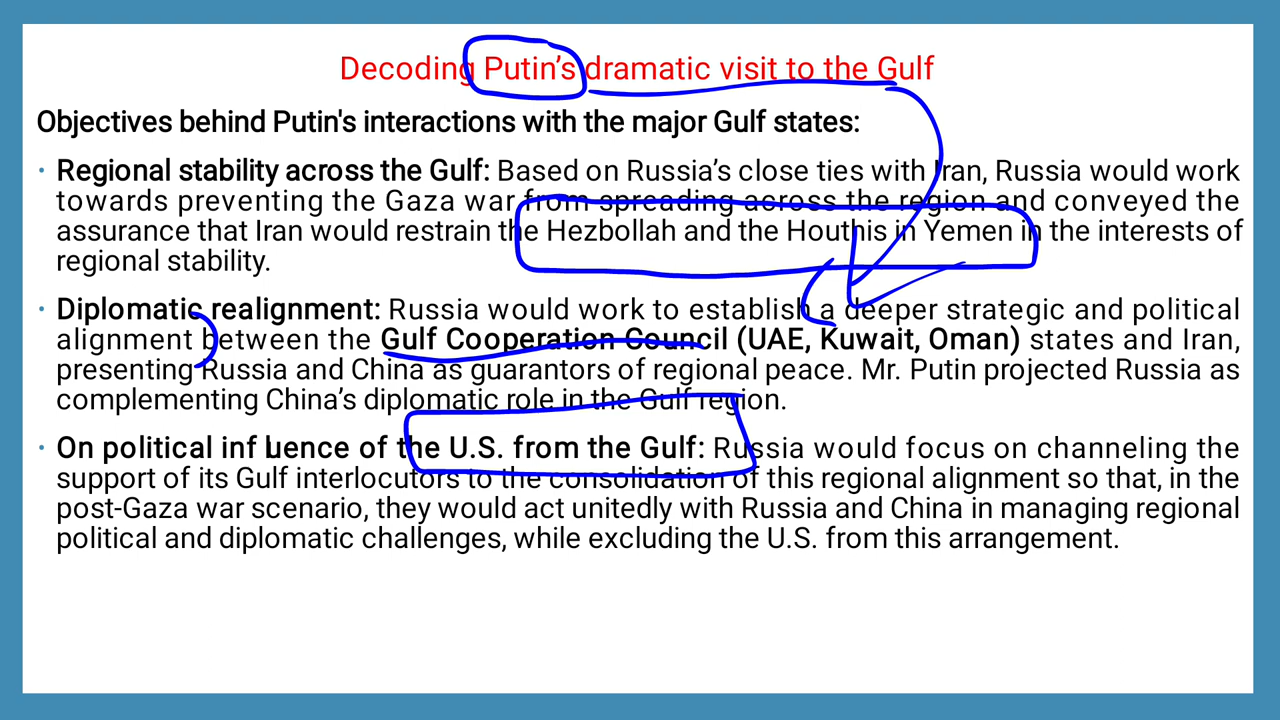 Decoding Putin's dramatic visit to the Gulf
Objectives behind Putin's interactions with the major Gulf states:
• Regional stability across the Gulf: Based on Russia's close ties with Iran, Russia would work
towards preventing the Gaza war from spreading across the region and conveyed the
assurance that Iran would restrain the Hezbollah and the Houthis in Yemen in the interests of
regional stability.
• Diplomatic realignment: Russia would work to establish a deeper strategic and political
alignment between the Gulf Cooperation Council (UAE, Kuwait, Oman) states and Iran,
presenting Russia and China as guarantors of regional peace. Mr. Putin projected Russia as
complementing China's diplomatic role in the Gulf region.
• On political influence of the U.S. from the Gulf: Russia would focus on channeling the
support of its Gulf interlocutors to the consolidation of this regional alignment so that, in the
post-Gaza war scenario, they would act unitedly with Russia and China in managing regional
political and diplomatic challenges, while excluding the U.S. from this arrangement.